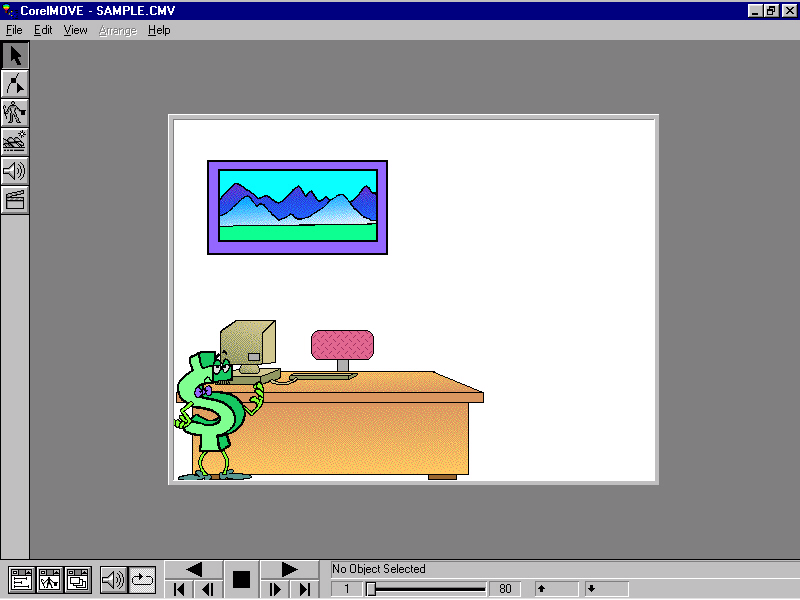 CorelMOVE - SAMPLE.CMV
File Edit View Arrange Help
No Object Selected
1 80